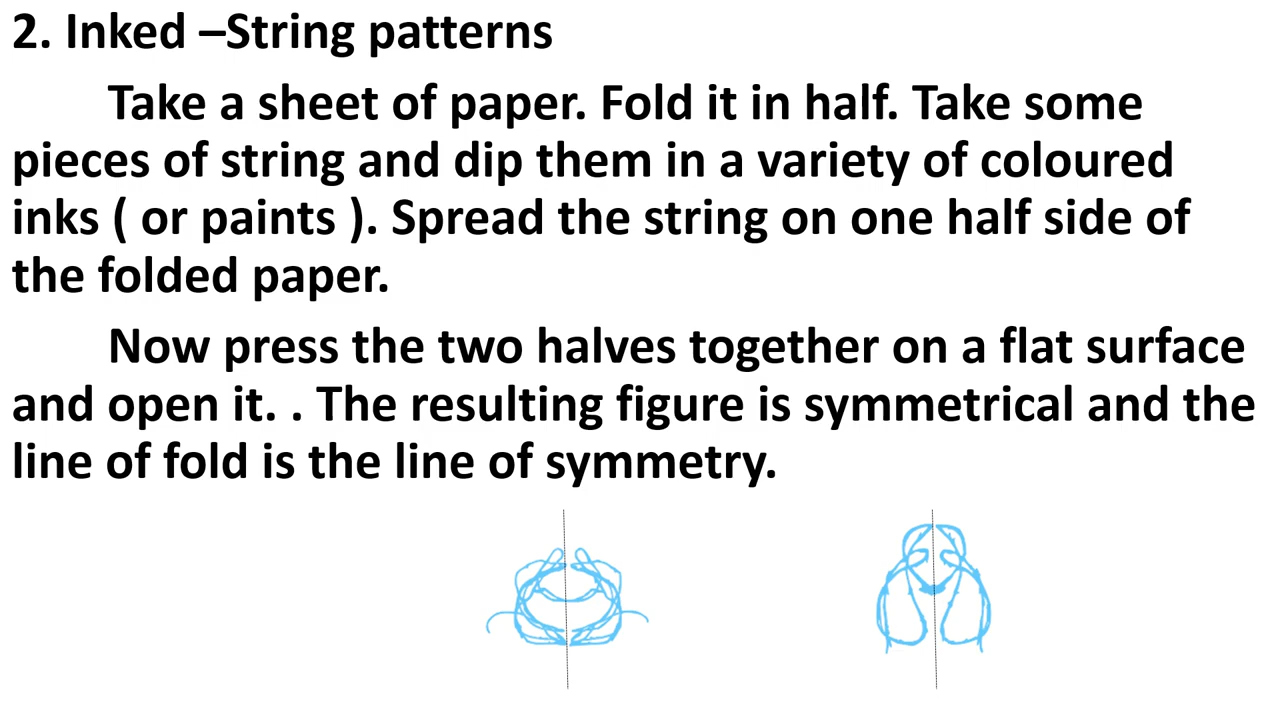 2. Inked –String patterns
Take a sheet of paper. Fold it in half. Take some
pieces of string and dip them in a variety of coloured
inks ( or paints ). Spread the string on one half side of
the folded paper.
Now press the two halves together on a flat surface
and open it. . The resulting figure is symmetrical and the
line of fold is the line of symmetry.